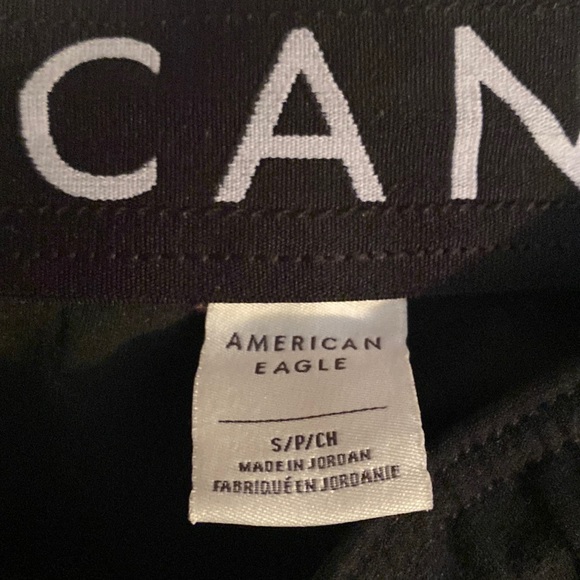 CAN
AMERICAN
EAGLE
S/P/CH
MADE IN JORDAN
FABRIQUÉ EN JORDANIE